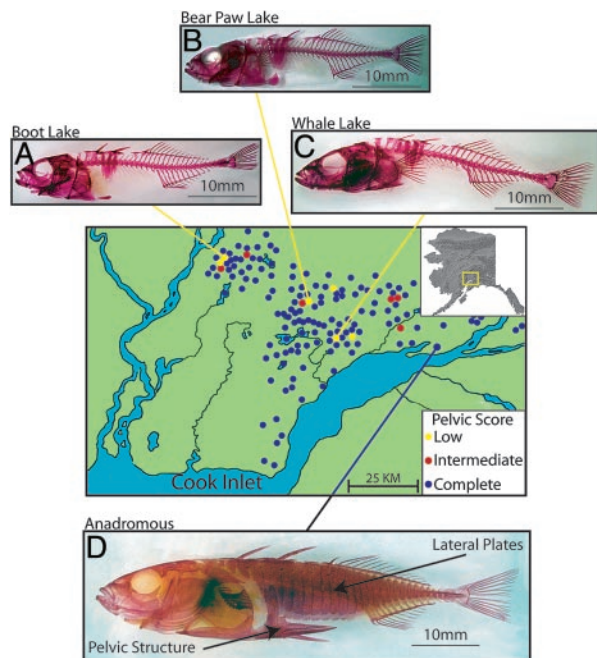 Bear Paw Lake
B
10mm
Boot Lake
A
10mm
Whale Lake
C
10mm
Pelvic Score
Low
Intermediate
Complete
Cook Inlet
25 KM
Anadromous
D
Lateral Plates
Pelvic Structure
10mm